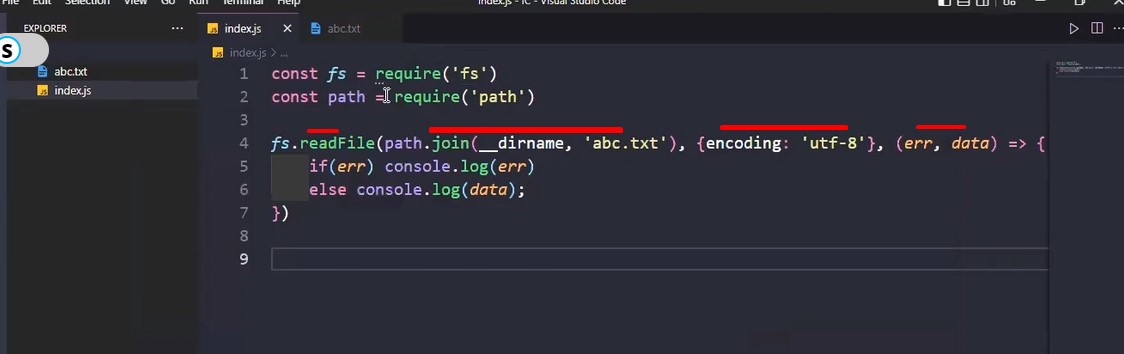 File Edit Selection View Go Run Terminal Help index.js - IC - Visual Studio Code
EXPLORER ...
S
abc.txt
index.js
index.js abc.txt
index.js > ...
1 const fs = require('fs')
2 const path = require('path')
3
4 fs.readFile(path.join(__dirname, 'abc.txt'), {encoding: 'utf-8'}, (err, data) => {
5 if(err) console.log(err)
6 else console.log(data);
7 })
8
9